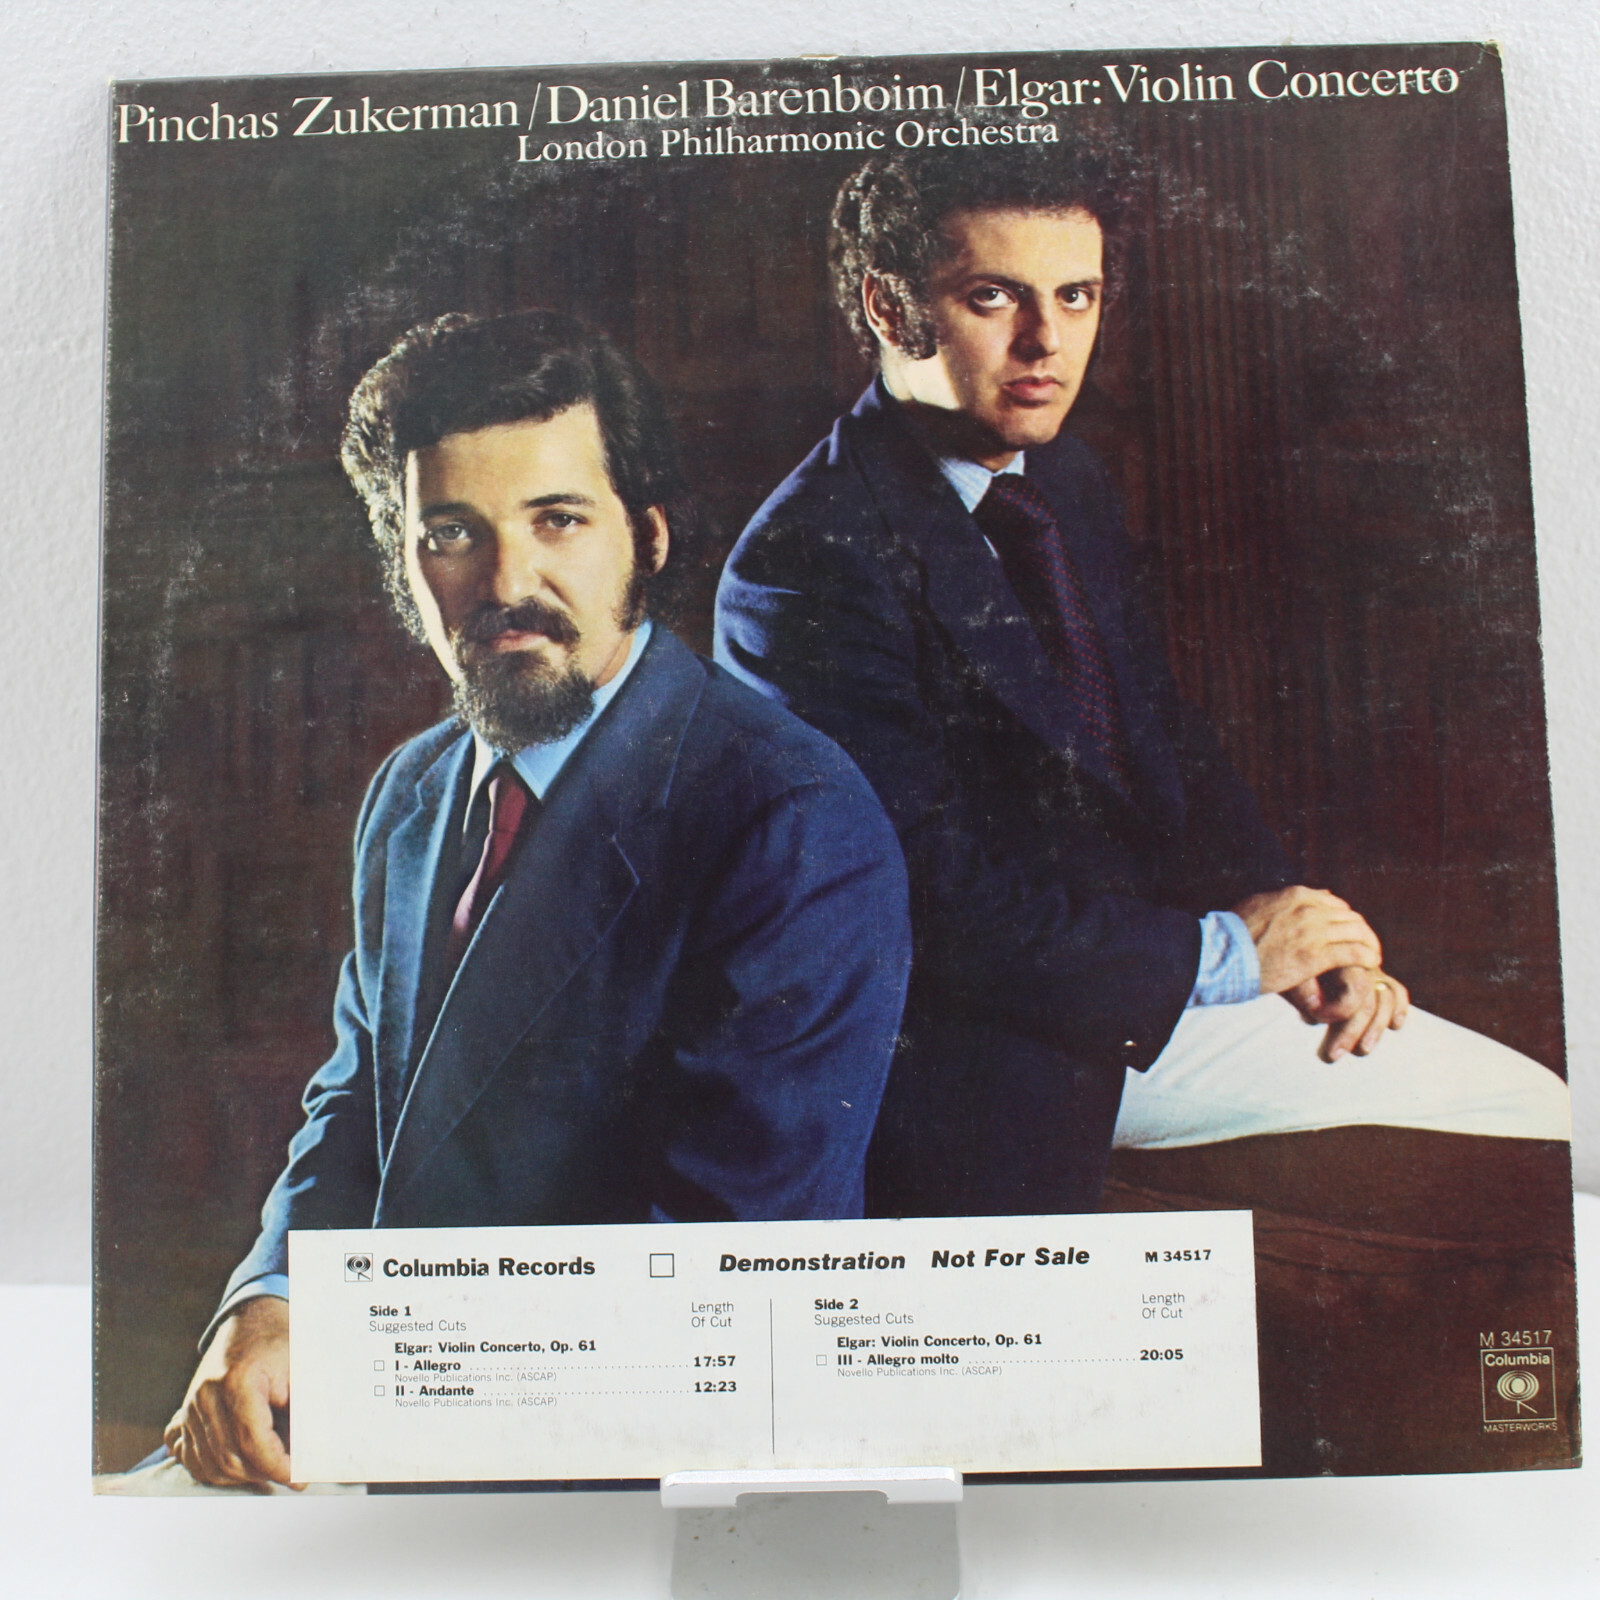 Pinchas Zukerman/Daniel Barenboim/Elgar: Violin Concerto
London Philharmonic Orchestra
Columbia Records
Demonstration Not For Sale
M 34517
Side 1
Suggested Cuts
Length
Of Cut
Elgar: Violin Concerto, Op. 61
I - Allegro 17:57
Novello Publications Inc. (ASCAP)
II - Andante 12:23
Novello Publications Inc. (ASCAP)
Side 2
Suggested Cuts
Length
Of Cut
Elgar: Violin Concerto, Op. 61
III - Allegro molto 20:05
Novello Publications Inc. (ASCAP)
M 34517
Columbia
MASTERWORKS